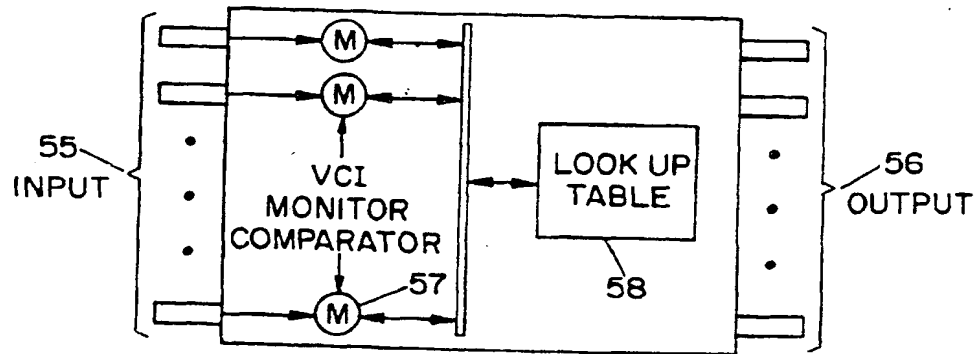 M
M
55
INPUT
VCI
MONITOR
COMPARATOR
LOOK UP
TABLE
56
OUTPUT
57
58
M